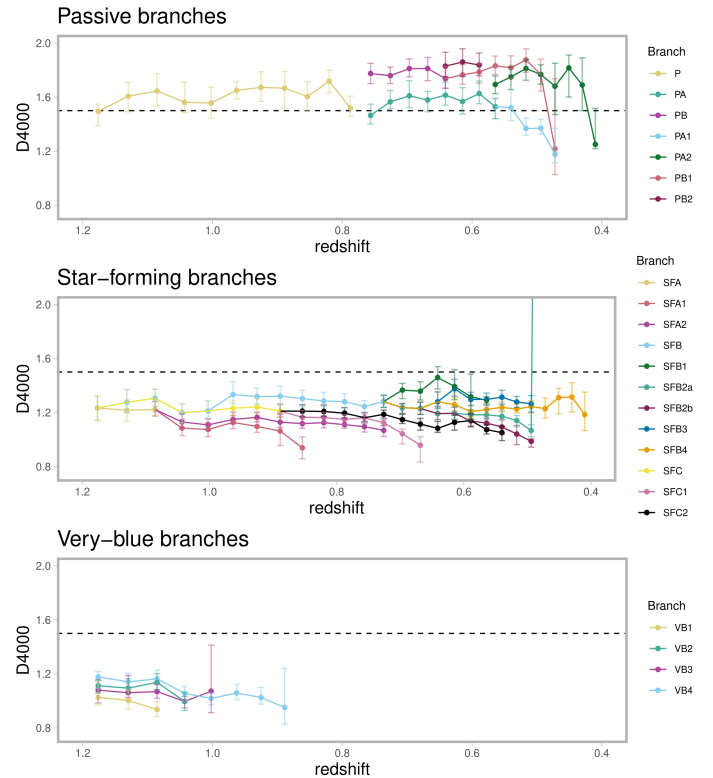 Passive branches
D4000
2.0
1.6
1.2
0.8
1.2 1.0 0.8 0.6 0.4
redshift
Branch
P
PA
PB
PA1
PA2
PB1
PB2
Star−forming branches
D4000
2.0
1.6
1.2
0.8
1.2 1.0 0.8 0.6 0.4
redshift
Branch
SFA
SFA1
SFA2
SFB
SFB1
SFB2a
SFB2b
SFB3
SFB4
SFC
SFC1
SFC2
Very−blue branches
D4000
2.0
1.6
1.2
0.8
1.2 1.0 0.8 0.6 0.4
redshift
Branch
VB1
VB2
VB3
VB4